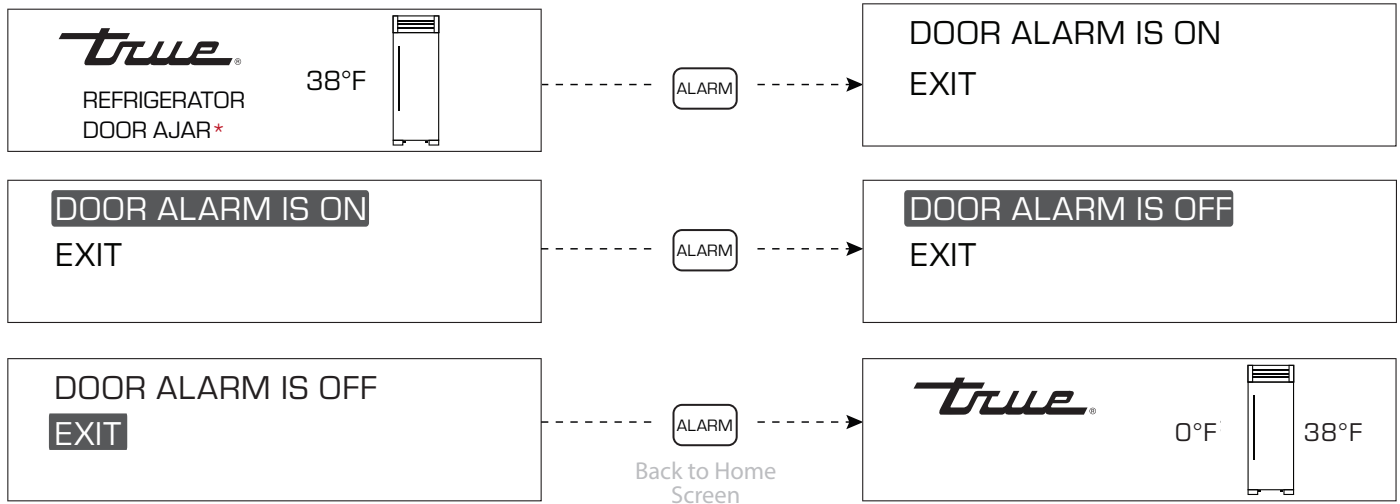 true®
38°F
REFRIGERATOR
DOOR AJAR*
ALARM
DOOR ALARM IS ON
EXIT
DOOR ALARM IS ON
EXIT
ALARM
DOOR ALARM IS OFF
EXIT
DOOR ALARM IS OFF
EXIT
ALARM
Back to Home
Screen
true®
0°F
38°F